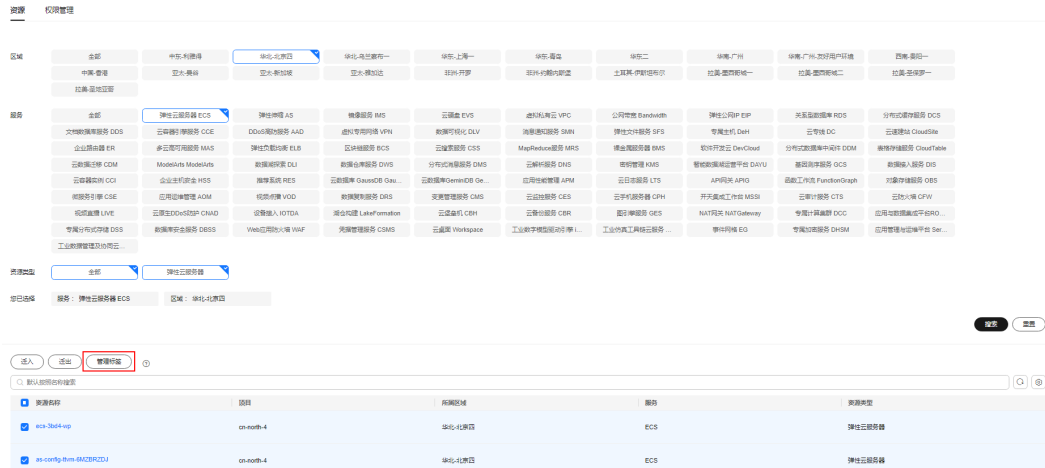 资源 权限管理
区域 全部 中东-利雅得 华北-北京四 华北-乌兰察布一 华东-上海一 华东-青岛 华东二 华南-广州 华南-广州-友好用户环境 西南-贵阳一
中国-香港 亚太-曼谷 亚太-新加坡 亚太-雅加达 非洲-开罗 非洲-约翰内斯堡 土耳其-伊斯坦布尔 拉美-墨西哥城一 拉美-墨西哥城二 拉美-圣保罗一
拉美-圣地亚哥
服务 全部 弹性云服务器 ECS 弹性伸缩 AS 镜像服务 IMS 云硬盘 EVS 虚拟私有云 VPC 公网带宽 Bandwidth 弹性公网IP EIP 关系型数据库 RDS 分布式缓存服务 DCS
文档数据库服务 DDS 云容器引擎服务 CCE DDoS高防服务 AAD 虚拟专用网络 VPN 数据可视化 DLV 消息通知服务 SMN 弹性文件服务 SFS 专属主机 DeH 云专线 DC 云速建站 CloudSite
企业路由器 ER 多云高可用服务 MAS 弹性负载均衡 ELB 区块链服务 BCS 云搜索服务 CSS MapReduce服务 MRS 裸金属服务器 BMS 软件开发云 DevCloud 分布式数据库中间件 DDM 表格存储服务 CloudTable
云数据迁移 CDM ModelArts ModelArts 数据湖探索 DLI 数据仓库服务 DWS 分布式消息服务 DMS 云解析服务 DNS 密钥管理 KMS 智能数据湖运营平台 DAYU 基因测序服务 GCS 数据接入服务 DIS
云容器实例 CCI 企业主机安全 HSS 推荐系统 RES 云数据库 GaussDB Gau... 云数据库GeminiDB Ge... 应用性能管理 APM 云日志服务 LTS API网关 APIG 函数工作流 FunctionGraph 对象存储服务 OBS
微服务引擎 CSE 应用运维管理 AOM 视频点播 VOD 数据复制服务 DRS 变更管理服务 CMS 云监控服务 CES 云手机服务器 CPH 开天集成工作台 MSSI 云审计服务 CTS 云防火墙 CFW
视频直播 LIVE 云原生DDoS防护 CNAD 设备接入 IOTDA 湖仓构建 LakeFormation 云堡垒机 CBH 云备份服务 CBR 图引擎服务 GES NAT网关 NATGateway 专属计算集群 DCC 应用与数据集成平台RO...
专属分布式存储 DSS 数据库安全服务 DBSS Web应用防火墙 WAF 凭据管理服务 CSMS 云桌面 Workspace 工业数字模型驱动引擎 i... 工业仿真工具链云服务 ... 事件网格 EG 专属加密服务 DHSM 应用管理与运维平台 Ser...
工业数据管理及协同云...
资源类型 全部 弹性云服务器
您已选择 服务： 弹性云服务器 ECS 区域： 华北-北京四
搜索 重置
迁入 迁出 管理标签
默认按照名称搜索
资源名称 项目 所属区域 服务 资源类型
ecs-3bd4-wp cn-north-4 华北-北京四 ECS 弹性云服务器
as-config-ttvm-6MZBRZDJ cn-north-4 华北-北京四 ECS 弹性云服务器